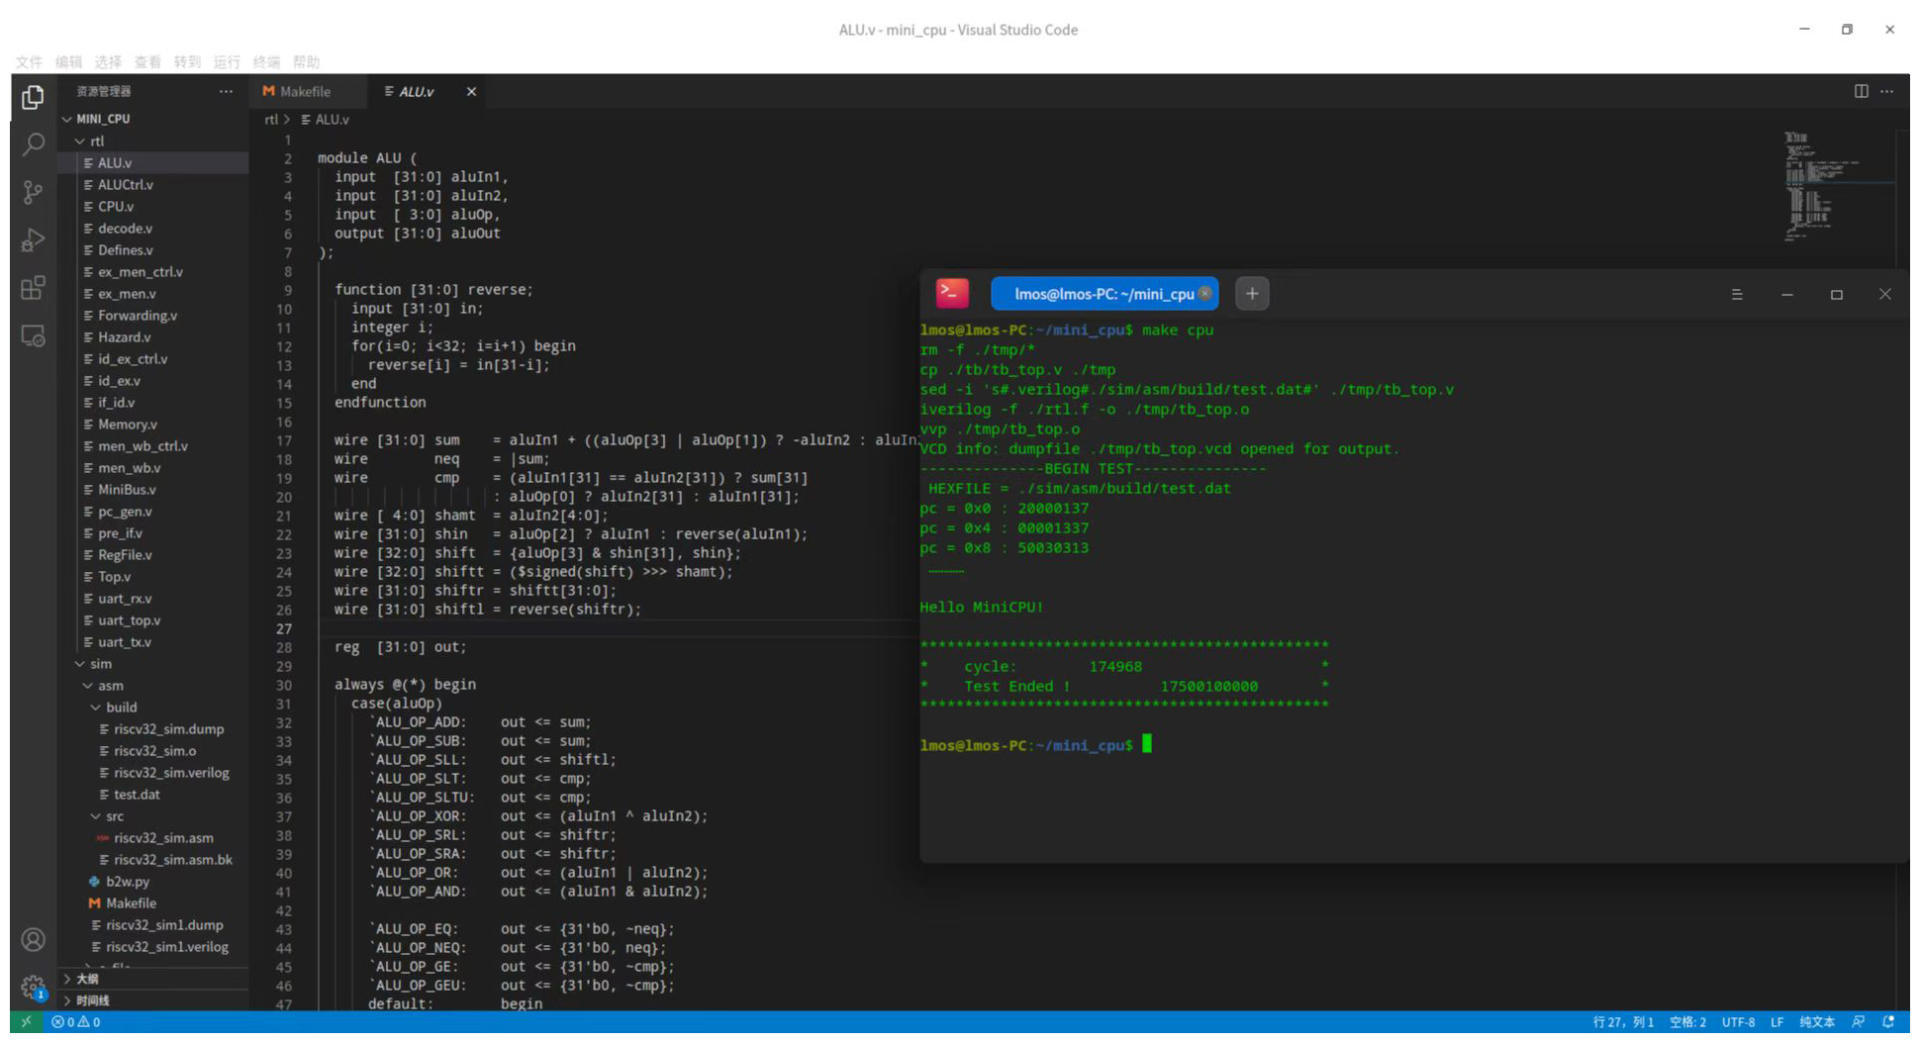 ALU.v - mini_cpu - Visual Studio Code
文件 编辑 选择 查看 转到 运行 终端 帮助
资源管理器
MINI_CPU
rtl
ALU.v
ALUCtrl.v
CPU.v
decode.v
Defines.v
ex_men_ctrl.v
ex_men.v
Forwarding.v
Hazard.v
id_ex_ctrl.v
id_ex.v
if_id.v
Memory.v
men_wb_ctrl.v
men_wb.v
MiniBus.v
pc_gen.v
pre_if.v
RegFile.v
Top.v
uart_rx.v
uart_top.v
uart_tx.v
sim
asm
build
riscv32_sim.dump
riscv32_sim.o
riscv32_sim.verilog
test.dat
src
riscv32_sim.asm
riscv32_sim.asm.bk
b2w.py
Makefile
riscv32_sim1.dump
riscv32_sim1.verilog
大纲
时间线
Makefile ALU.v
rtl > ALU.v
1
2 module ALU (
3 input [31:0] aluIn1,
4 input [31:0] aluIn2,
5 input [ 3:0] aluOp,
6 output [31:0] aluOut
7 );
8
9 function [31:0] reverse;
10 input [31:0] in;
11 integer i;
12 for(i=0; i<32; i=i+1) begin
13 reverse[i] = in[31-i];
14 end
15 endfunction
16
17 wire [31:0] sum = aluIn1 + ((aluOp[3] | aluOp[1]) ? -aluIn2 : aluIn
18 wire neq = |sum;
19 wire cmp = (aluIn1[31] == aluIn2[31]) ? sum[31]
20 : aluOp[0] ? aluIn2[31] : aluIn1[31];
21 wire [ 4:0] shamt = aluIn2[4:0];
22 wire [31:0] shin = aluOp[2] ? aluIn1 : reverse(aluIn1);
23 wire [32:0] shift = {aluOp[3] & shin[31], shin};
24 wire [32:0] shiftt = ($signed(shift) >>> shamt);
25 wire [31:0] shiftr = shiftt[31:0];
26 wire [31:0] shiftl = reverse(shiftr);
27
28 reg [31:0] out;
29
30 always @(*) begin
31 case(aluOp)
32 `ALU_OP_ADD: out <= sum;
33 `ALU_OP_SUB: out <= sum;
34 `ALU_OP_SLL: out <= shiftl;
35 `ALU_OP_SLT: out <= cmp;
36 `ALU_OP_SLTU: out <= cmp;
37 `ALU_OP_XOR: out <= (aluIn1 ^ aluIn2);
38 `ALU_OP_SRL: out <= shiftr;
39 `ALU_OP_SRA: out <= shiftr;
40 `ALU_OP_OR: out <= (aluIn1 | aluIn2);
41 `ALU_OP_AND: out <= (aluIn1 & aluIn2);
42
43 `ALU_OP_EQ: out <= {31'b0, ~neq};
44 `ALU_OP_NEQ: out <= {31'b0, neq};
45 `ALU_OP_GE: out <= {31'b0, ~cmp};
46 `ALU_OP_GEU: out <= {31'b0, ~cmp};
47 default: begin
lmos@lmos-PC: ~/mini_cpu
lmos@lmos-PC:~/mini_cpu$ make cpu
rm -f ./tmp/*
cp ./tb/tb_top.v ./tmp
sed -i 's#.verilog#./sim/asm/build/test.dat#' ./tmp/tb_top.v
iverilog -f ./rtl.f -o ./tmp/tb_top.o
vvp ./tmp/tb_top.o
VCD info: dumpfile ./tmp/tb_top.vcd opened for output.
--------------BEGIN TEST---------------
HEXFILE = ./sim/asm/build/test.dat
pc = 0x0 : 20000137
pc = 0x4 : 00001337
pc = 0x8 : 50030313
Hello MiniCPU!
**********************************************
* cycle: 174968 *
* Test Ended ! 17500100000 *
**********************************************
lmos@lmos-PC:~/mini_cpu$
1
0 0
行 27，列 1 空格: 2 UTF-8 LF 纯文本